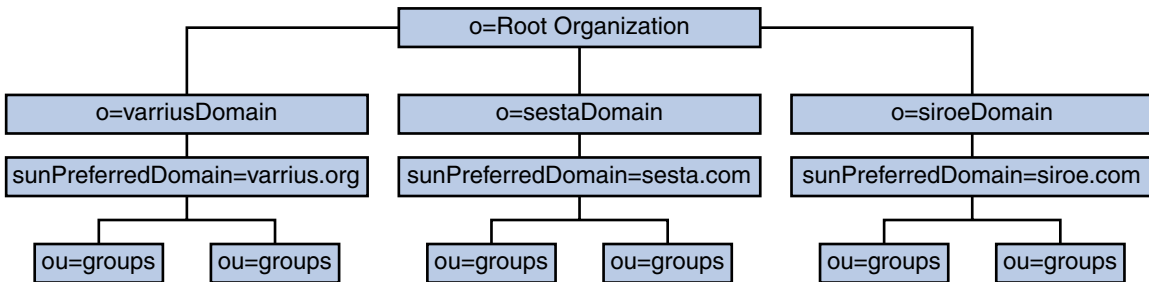 o=Root Organization
o=varriusDomain
o=sestaDomain
o=siroeDomain
sunPreferredDomain=varrius.org
sunPreferredDomain=sesta.com
sunPreferredDomain=siroe.com
ou=groups
ou=groups
ou=groups
ou=groups
ou=groups
ou=groups